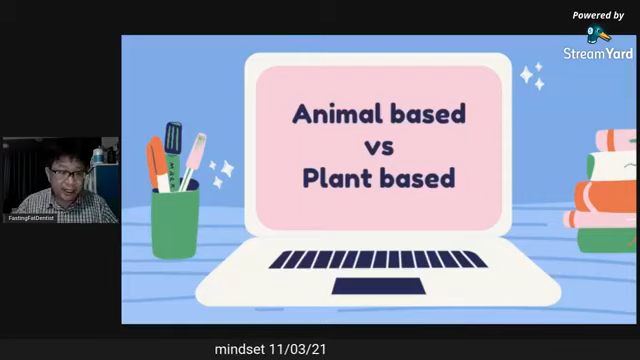 Powered by
StreamYard
Animal based
vs
Plant based
FastingFatDentist
mindset 11/03/21